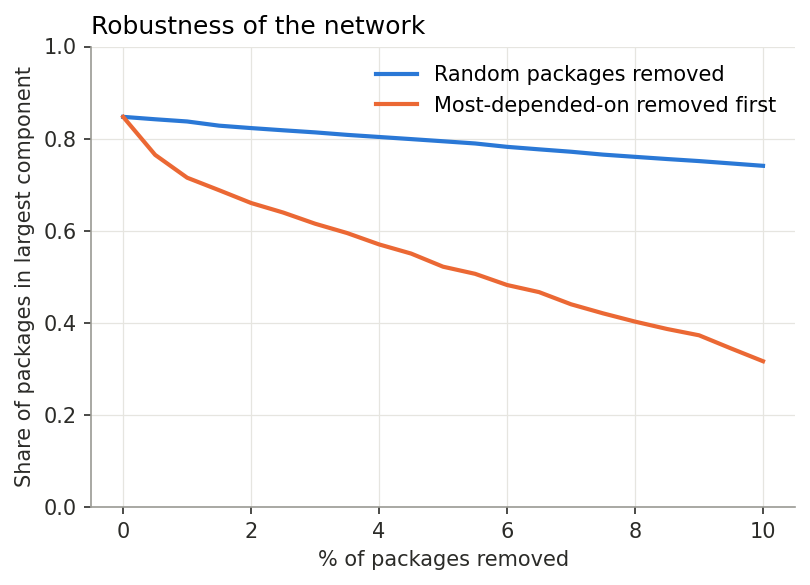 Robustness of the network
Random packages removed
Most-depended-on removed first
Share of packages in largest component
1.0
0.8
0.6
0.4
0.2
0.0
0 2 4 6 8 10
% of packages removed